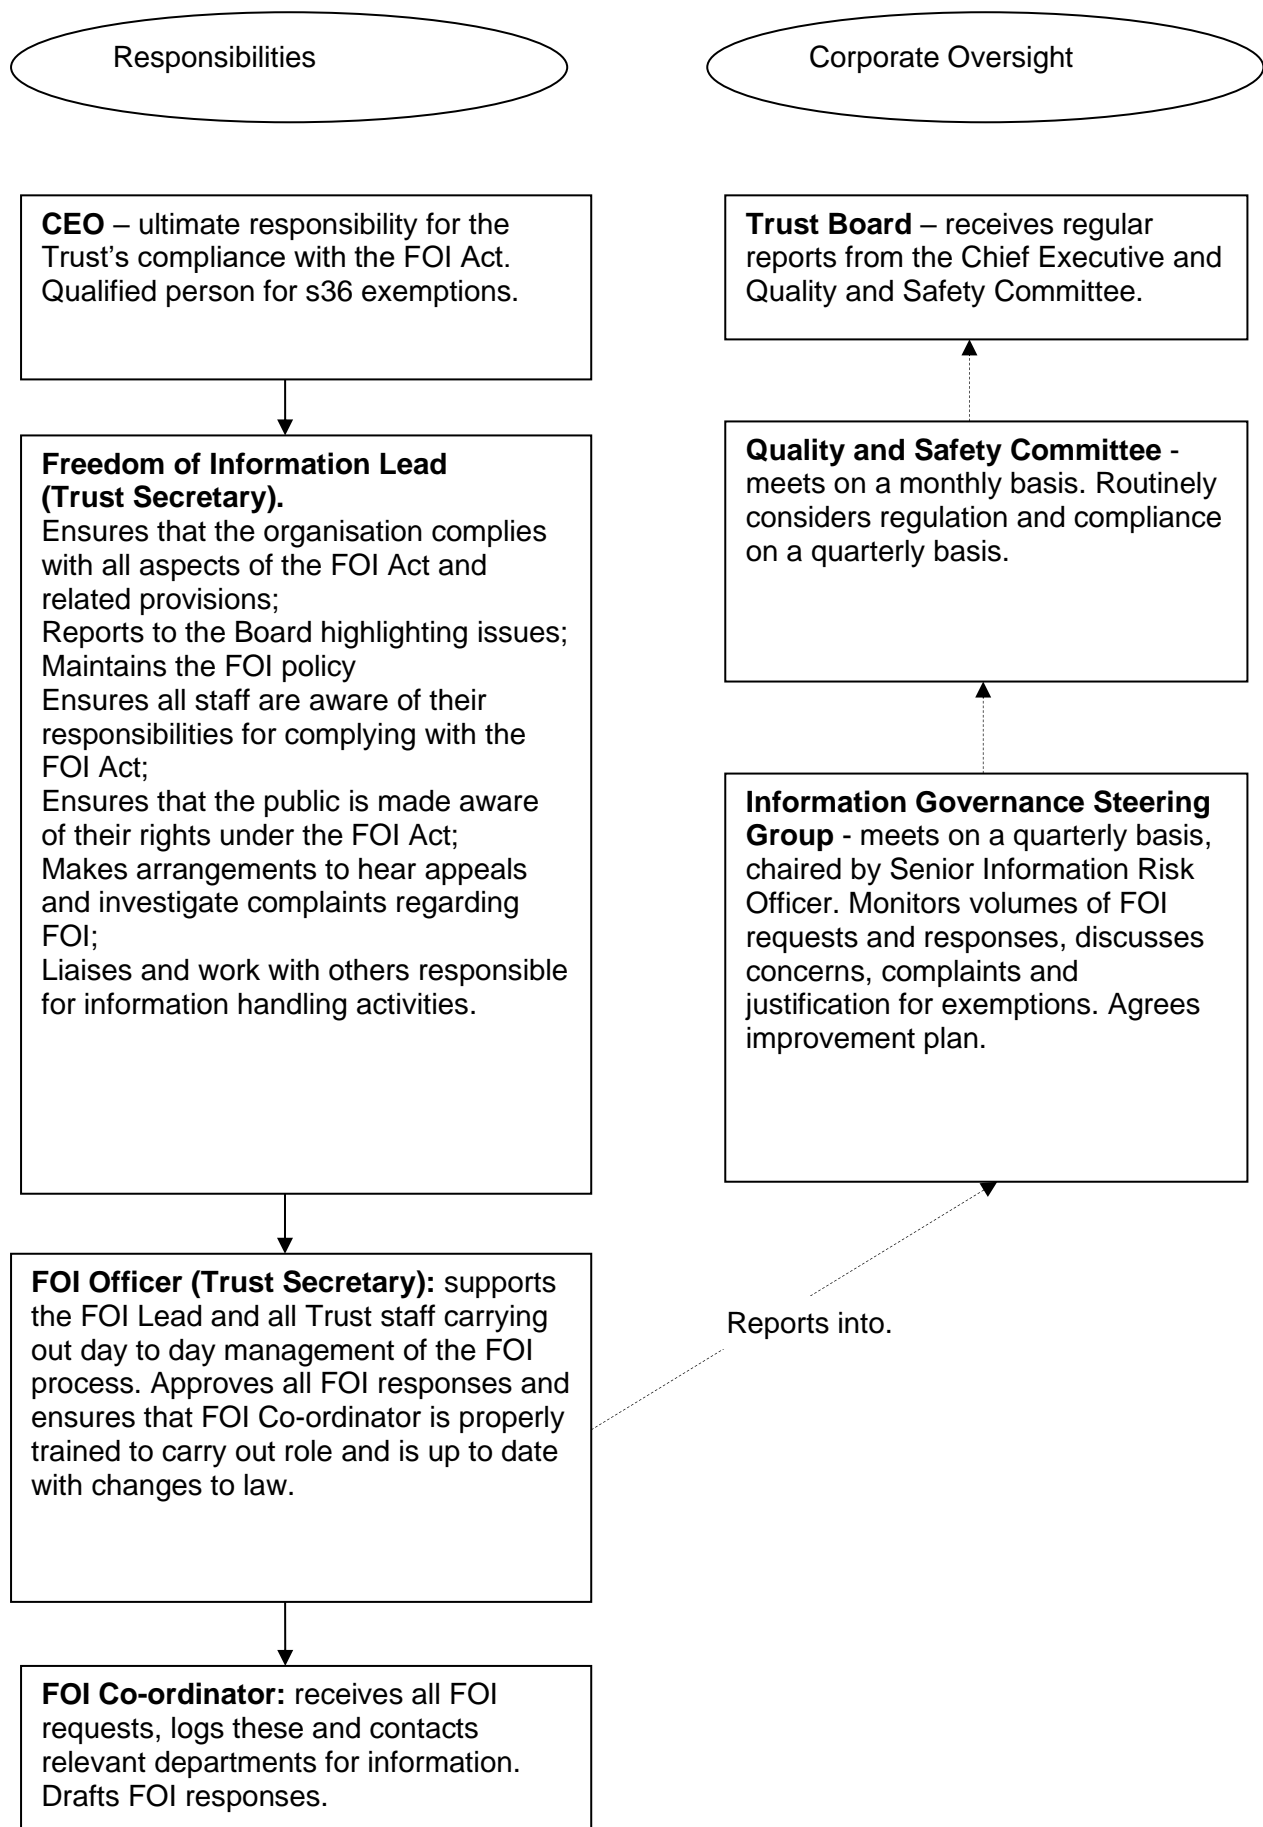 Responsibilities
Corporate Oversight
CEO – ultimate responsibility for the
Trust's compliance with the FOI Act.
Qualified person for s36 exemptions.
Freedom of Information Lead
(Trust Secretary).
Ensures that the organisation complies
with all aspects of the FOI Act and
related provisions;
Reports to the Board highlighting issues;
Maintains the FOI policy
Ensures all staff are aware of their
responsibilities for complying with the
FOI Act;
Ensures that the public is made aware
of their rights under the FOI Act;
Makes arrangements to hear appeals
and investigate complaints regarding
FOI;
Liaises and work with others responsible
for information handling activities.
FOI Officer (Trust Secretary): supports
the FOI Lead and all Trust staff carrying
out day to day management of the FOI
process. Approves all FOI responses and
ensures that FOI Co-ordinator is properly
trained to carry out role and is up to date
with changes to law.
FOI Co-ordinator: receives all FOI
requests, logs these and contacts
relevant departments for information.
Drafts FOI responses.
Trust Board – receives regular
reports from the Chief Executive and
Quality and Safety Committee.
Quality and Safety Committee -
meets on a monthly basis. Routinely
considers regulation and compliance
on a quarterly basis.
Information Governance Steering
Group - meets on a quarterly basis,
chaired by Senior Information Risk
Officer. Monitors volumes of FOI
requests and responses, discusses
concerns, complaints and
justification for exemptions. Agrees
improvement plan.
Reports into.